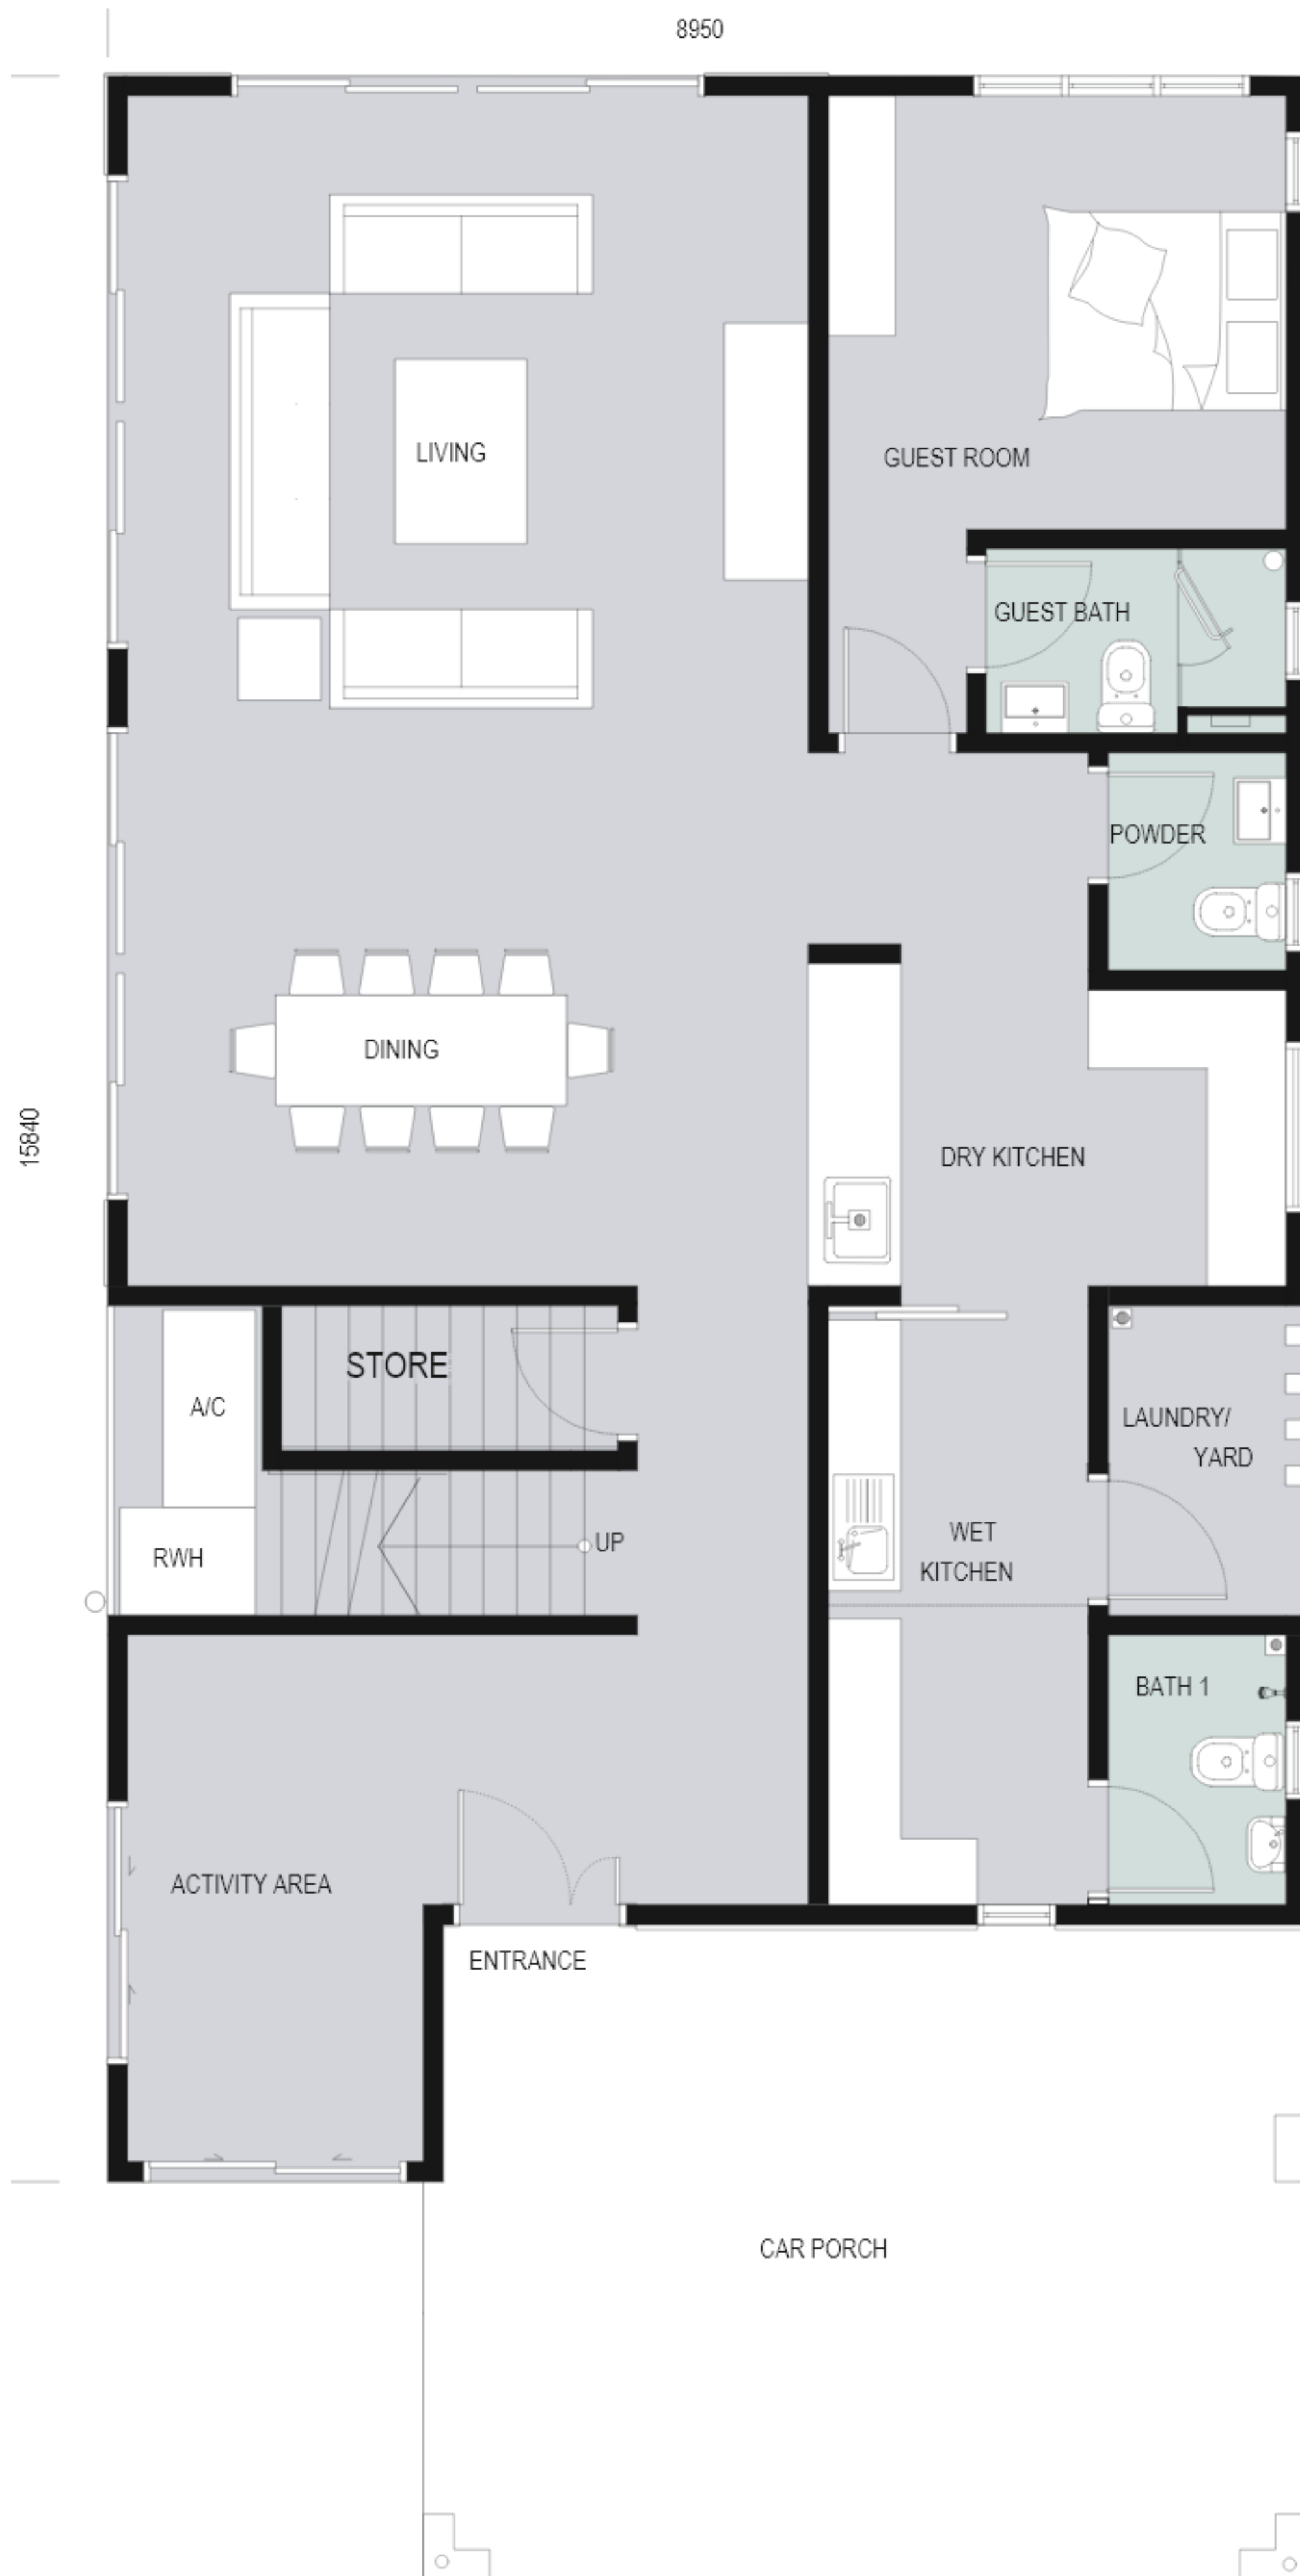 8950
LIVING
GUEST ROOM
GUEST BATH
POWDER
DINING
15840
DRY KITCHEN
STORE
A/C
LAUNDRY/
YARD
UP
WET
KITCHEN
RWH
BATH 1
ACTIVITY AREA
ENTRANCE
CAR PORCH